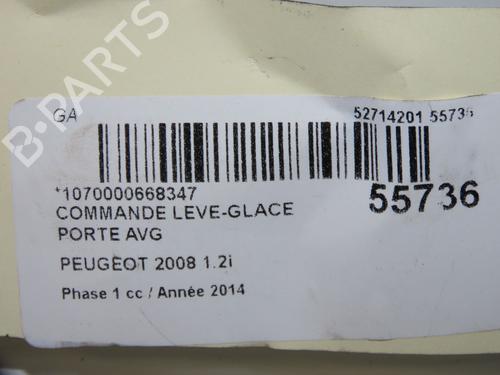 B-PARTS
GA
52714201 55736
*1070000668347
55736
COMMANDE LEVE-GLACE
PORTE AVG
PEUGEOT 2008 1.2i
Phase 1 cc / Année 2014